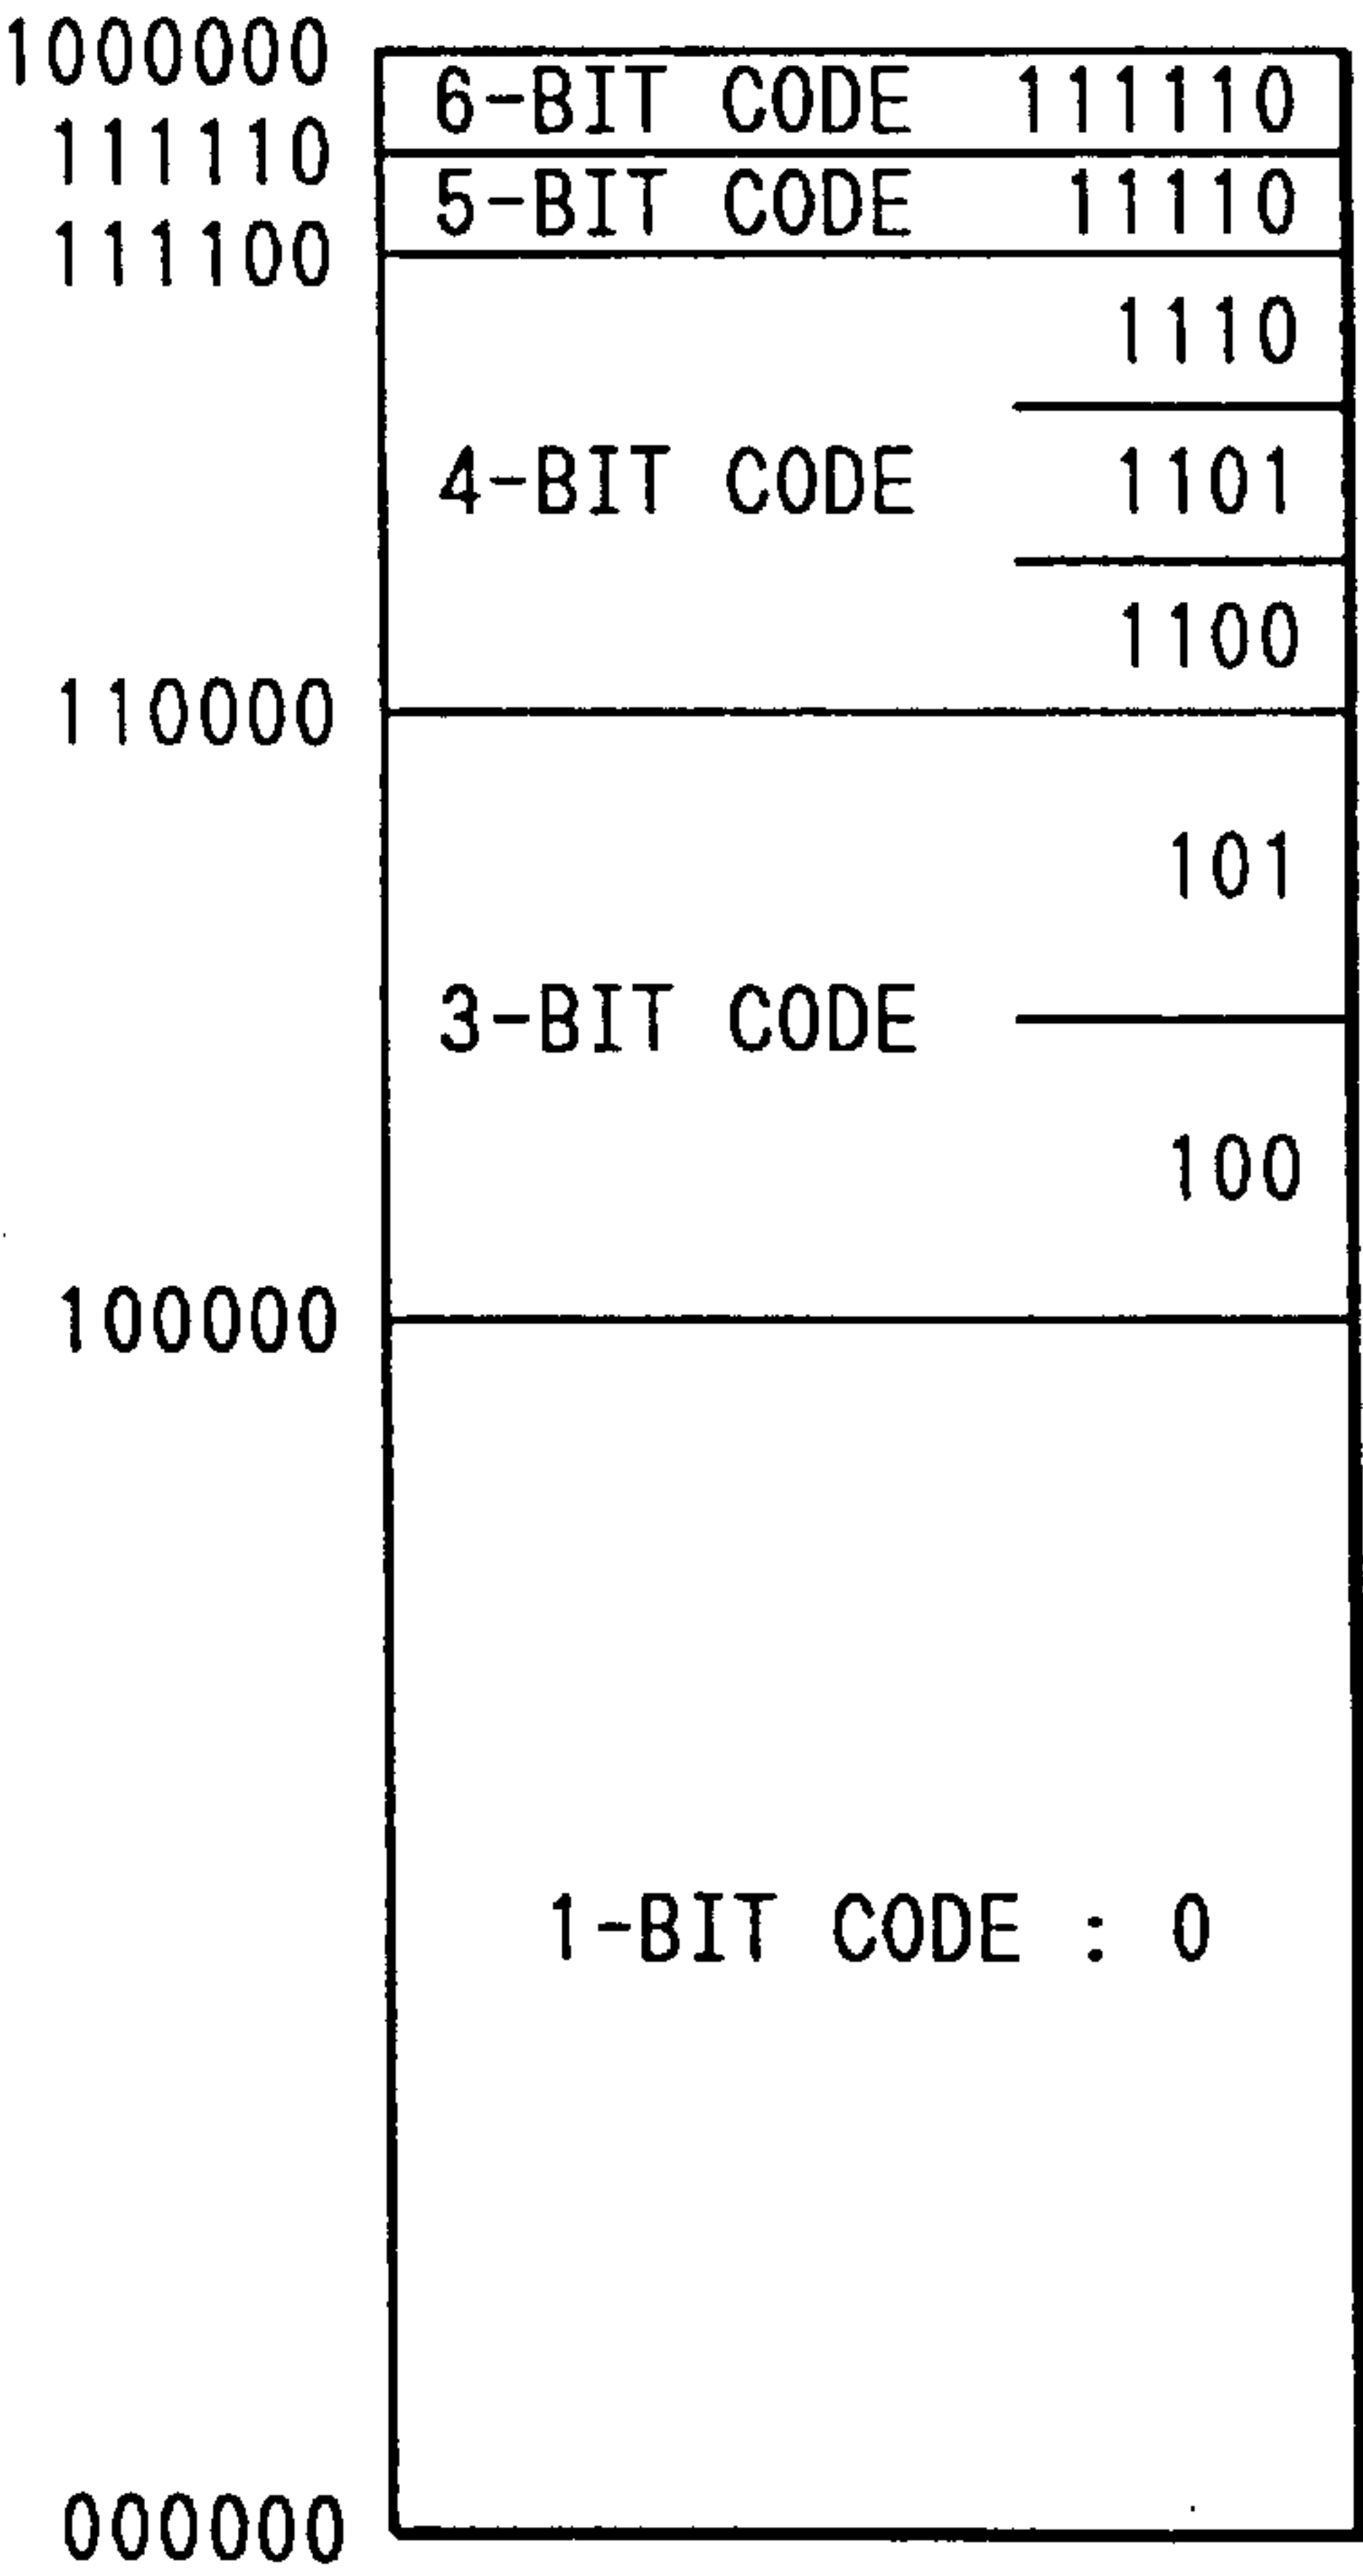 1000000
6-BIT CODE 111110
111110
5-BIT CODE 11110
111100
1110
4-BIT CODE 1101
1100
110000
101
3-BIT CODE
100
100000
1-BIT CODE : 0
000000